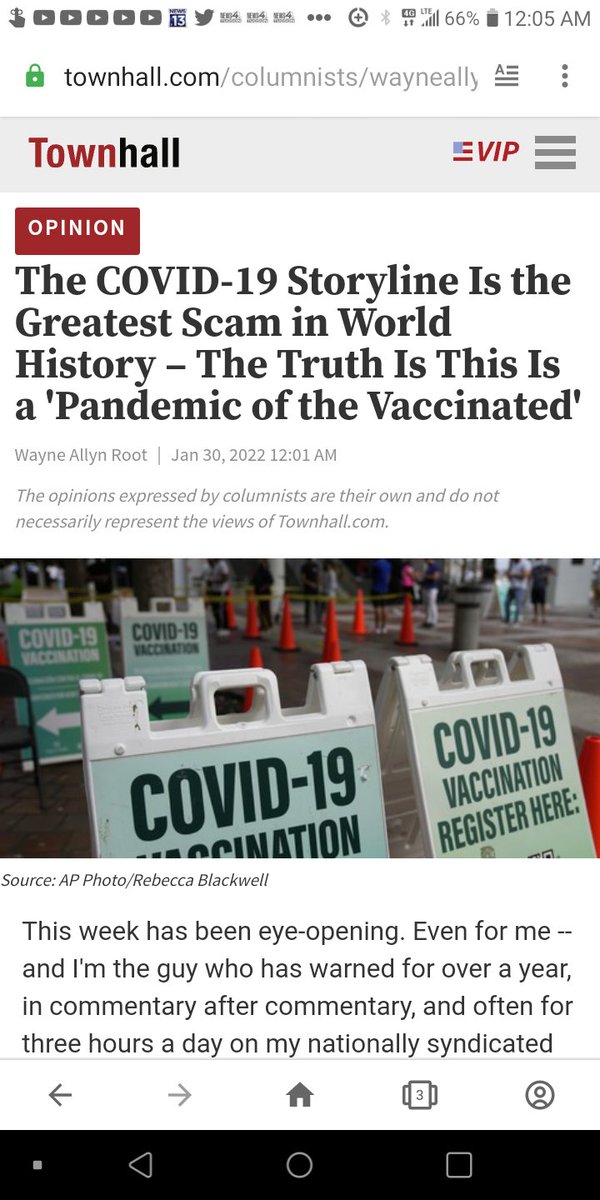 NEWS 13
66%
12:05 AM
townhall.com/columnists/wayneally
Townhall
VIP
OPINION
The COVID-19 Storyline Is the
Greatest Scam in World
History – The Truth Is This Is
a 'Pandemic of the Vaccinated'
Wayne Allyn Root | Jan 30, 2022 12:01 AM
The opinions expressed by columnists are their own and do not
necessarily represent the views of Townhall.com.
COVID-19
VACCINATION
COVID-19
VACCINATION
COVID-19
VACCINATION
COVID-19
VACCINATION
REGISTER HERE:
Source: AP Photo/Rebecca Blackwell
This week has been eye-opening. Even for me --
and I'm the guy who has warned for over a year,
in commentary after commentary, and often for
three hours a day on my nationally syndicated
3